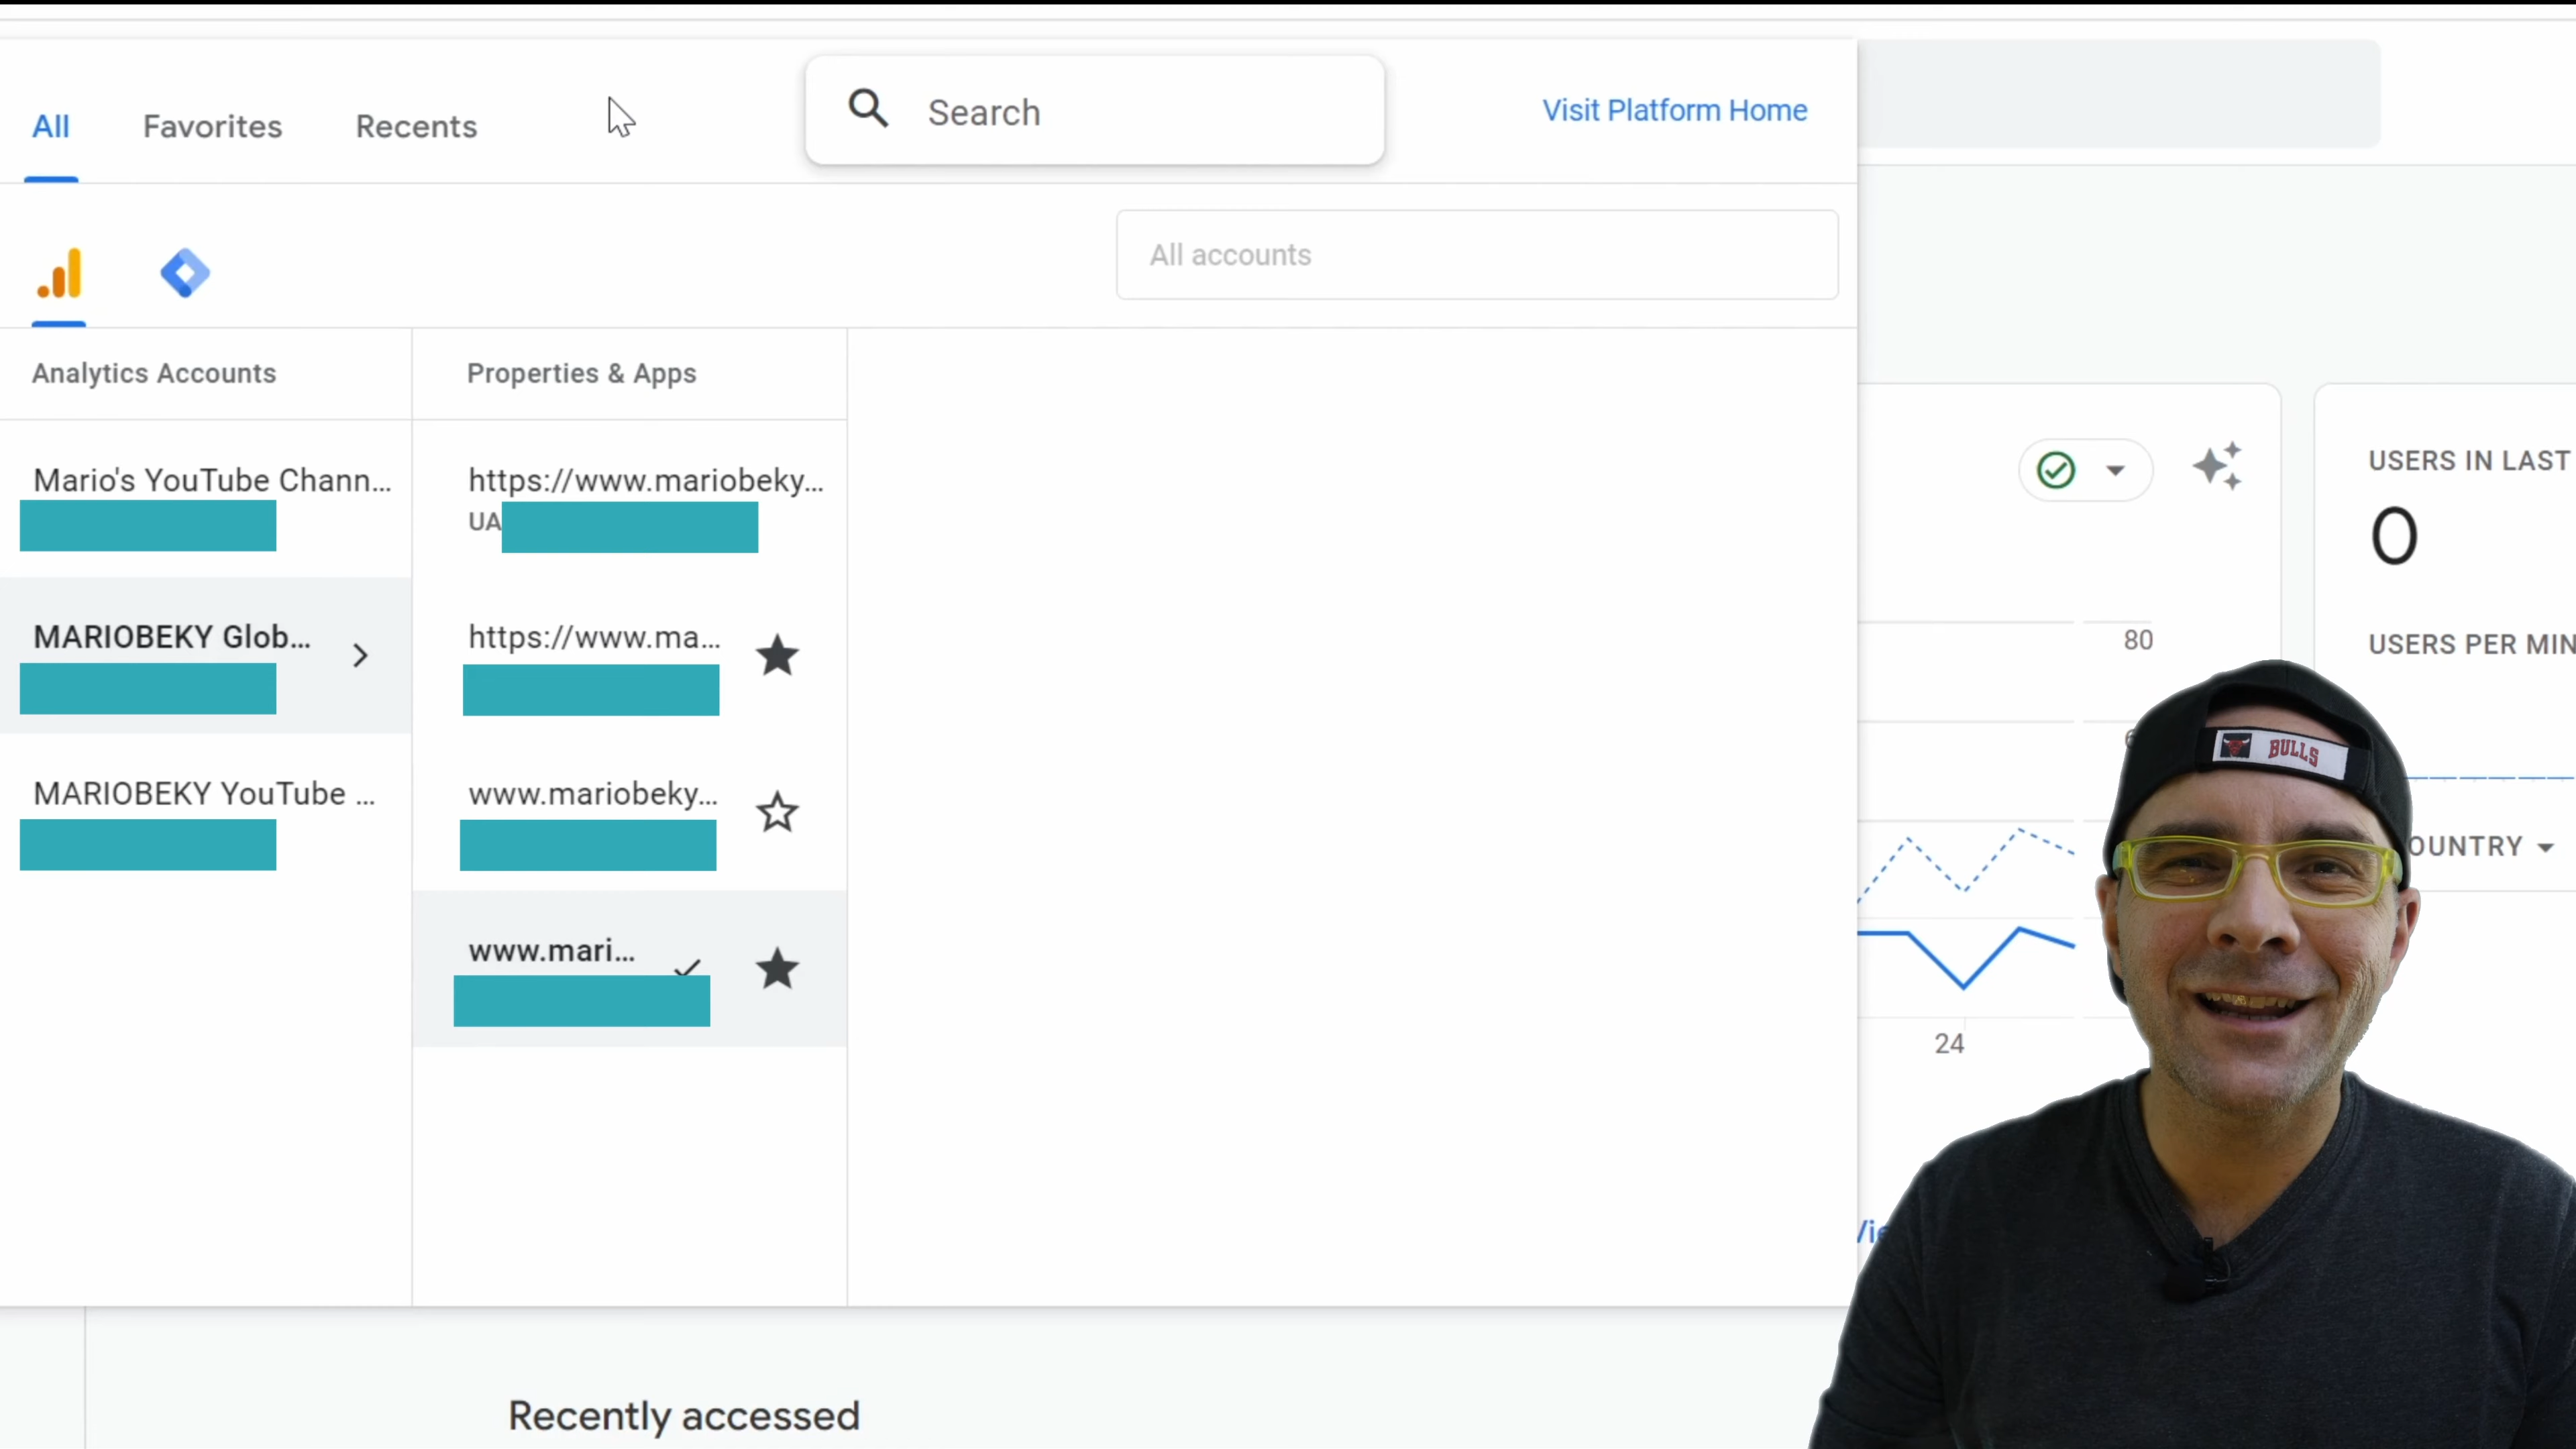 All
Favorites
Recents
Search
Visit Platform Home
All accounts
Analytics Accounts
Properties & Apps
Mario's YouTube Chann...
https://www.mariobeky...
UA
MARIOBEKY Glob...
https://www.ma...
MARIOBEKY YouTube ...
www.mariobeky...
www.mari...
USERS IN LAST
0
USERS PER MIN
80
OUNTRY
24
Vie
BULLS
Recently accessed